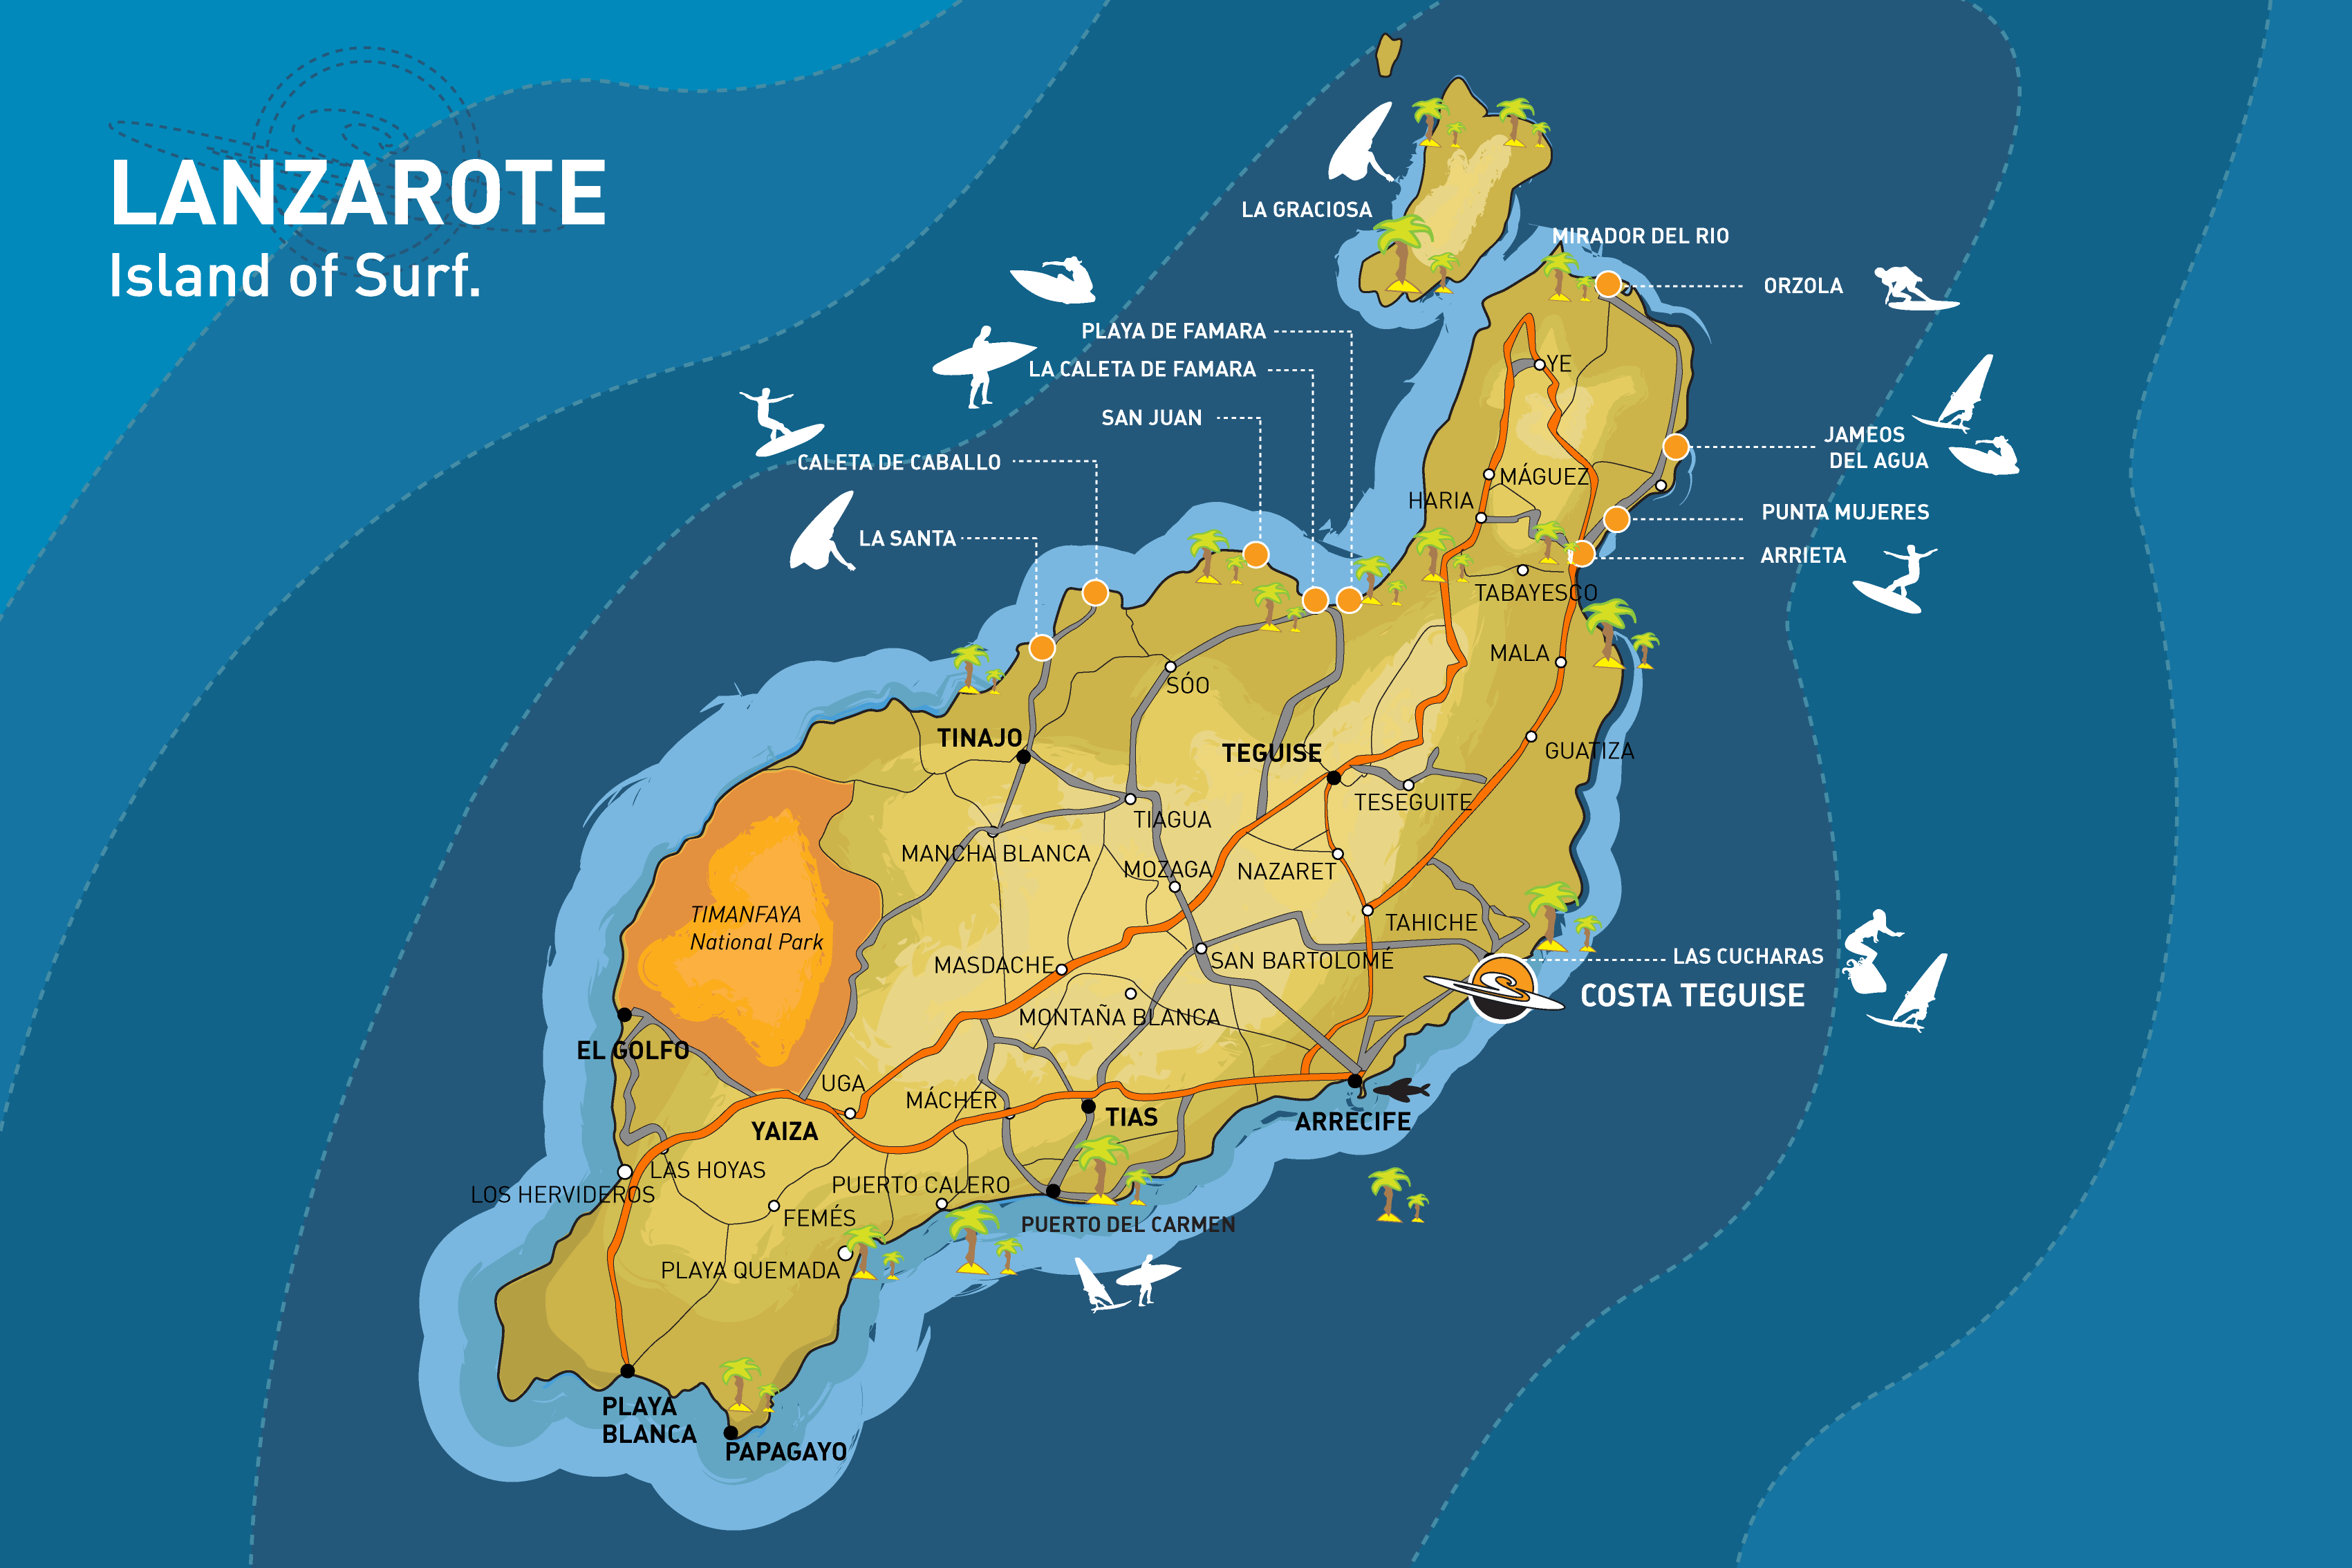 LANZAROTE
Island of Surf.
LA GRACIOSA
MIRADOR DEL RIO
ORZOLA
PLAYA DE FAMARA
LA CALETA DE FAMARA
YE
SAN JUAN
JAMEOS
DEL AGUA
CALETA DE CABALLO
MÁGUEZ
HARIA
PUNTA MUJERES
LA SANTA
ARRIETA
TABAYESCO
MALA
SÓO
TINAJO
TEGUISE
GUATIZA
TESEGUITE
TIAGUA
MANCHA BLANCA
MOZAGA
NAZARET
TIMANFAYA
National Park
TAHICHE
LAS CUCHARAS
SAN BARTOLOMÉ
MASDACHE
COSTA TEGUISE
MONTAÑA BLANCA
EL GOLFO
UGA
MÁCHER
TIAS
ARRECIFE
YAIZA
LAS HOYAS
PUERTO CALERO
LOS HERVIDEROS
FEMÉS
PUERTO DEL CARMEN
PLAYA QUEMADA
PLAYA
BLANCA
PAPAGAYO